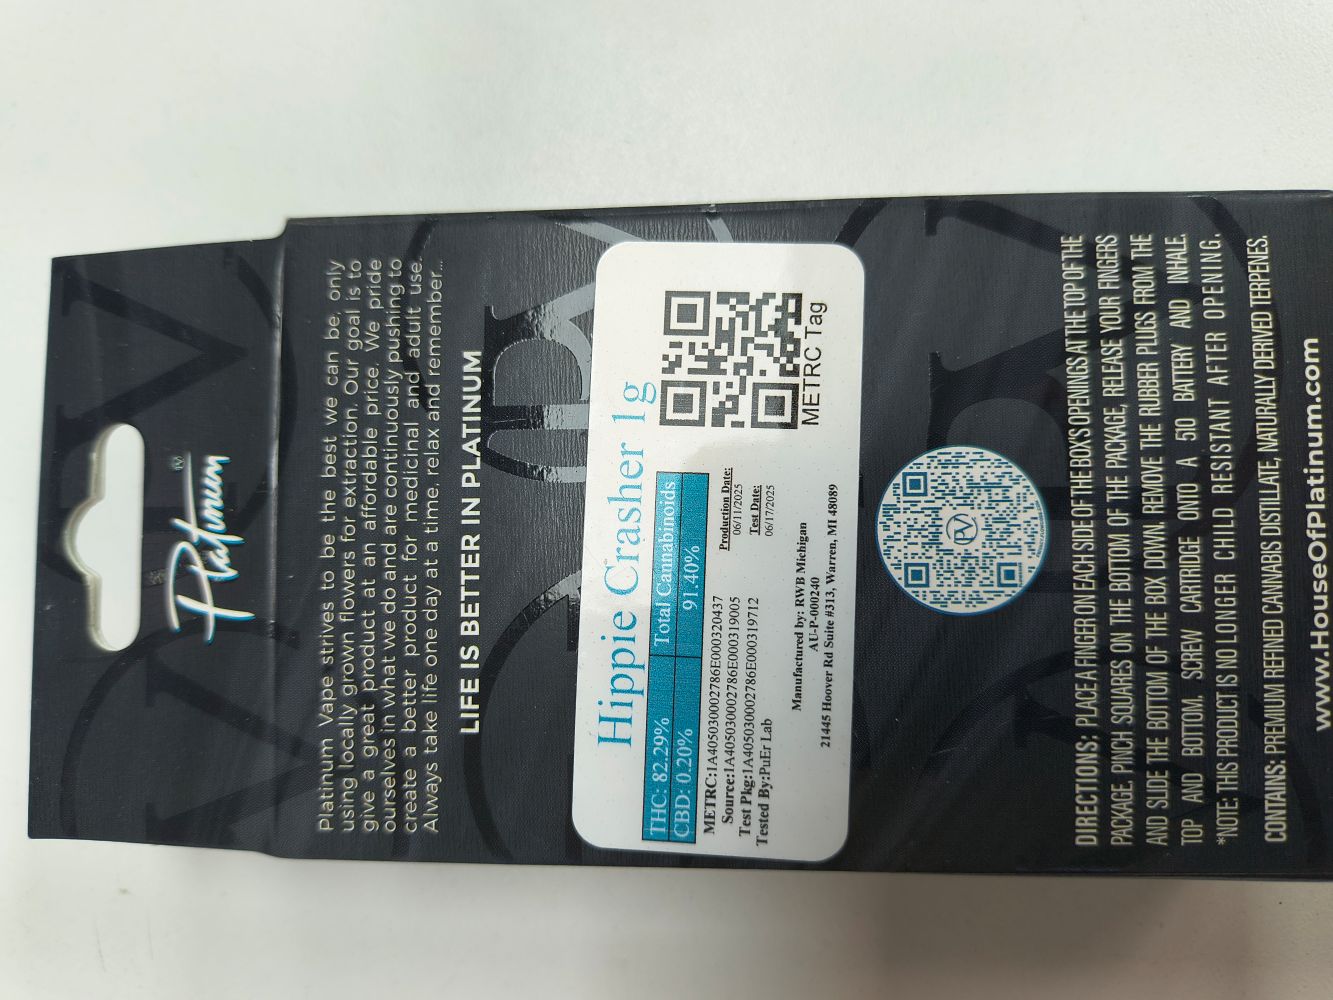 Platinum
TM
Platinum Vape strives to be the best we can be, only
using locally grown flowers for extraction. Our goal is to
give a great product at an affordable price. We pride
ourselves in what we do and are continuously pushing to
create a better product for medicinal and adult use.
Always take life one day at a time, relax and remember...
LIFE IS BETTER IN PLATINUM
Hippie Crasher 1g
THC: 82.29% Total Cannabinoids
CBD: 0.20% 91.40%
METRC:1A405030002786E000320437
Source:1A405030002786E000319005
Test Pkg:1A405030002786E000319712
Tested By:PuEr Lab
Production Date:
06/11/2025
Test Date:
06/17/2025
METRC Tag
Manufactured by: RWB Michigan
AU-P-000240
21445 Hoover Rd Suite #313, Warren, MI 48089
PV
DIRECTIONS: PLACE A FINGER ON EACH SIDE OF THE BOX'S OPENINGS AT THE TOP OF THE
PACKAGE, PINCH SQUARES ON THE BOTTOM OF THE PACKAGE, RELEASE YOUR FINGERS
AND SLIDE THE BOTTOM OF THE BOX DOWN. REMOVE THE RUBBER PLUGS FROM THE
TOP AND BOTTOM. SCREW CARTRIDGE ONTO A 510 BATTERY AND INHALE.
*NOTE: THIS PRODUCT IS NO LONGER CHILD RESISTANT AFTER OPENING.
CONTAINS: PREMIUM REFINED CANNABIS DISTILLATE, NATURALLY DERIVED TERPENES.
www.HouseOfPlatinum.com